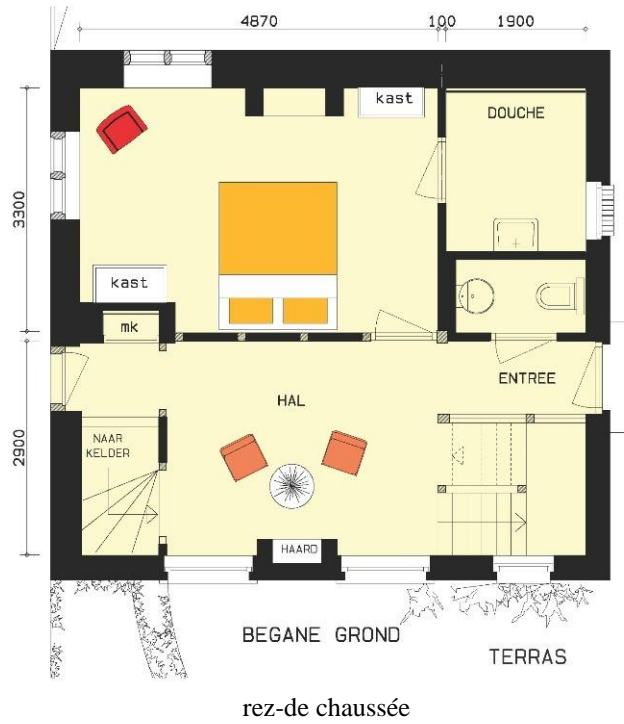 4870 100 1900
kast
DOUCHE
3300
kast
mk
HAL
ENTREE
NAAR
KELDER
2900
HAARD
BEGANE GROND
TERRAS
rez-de chaussée